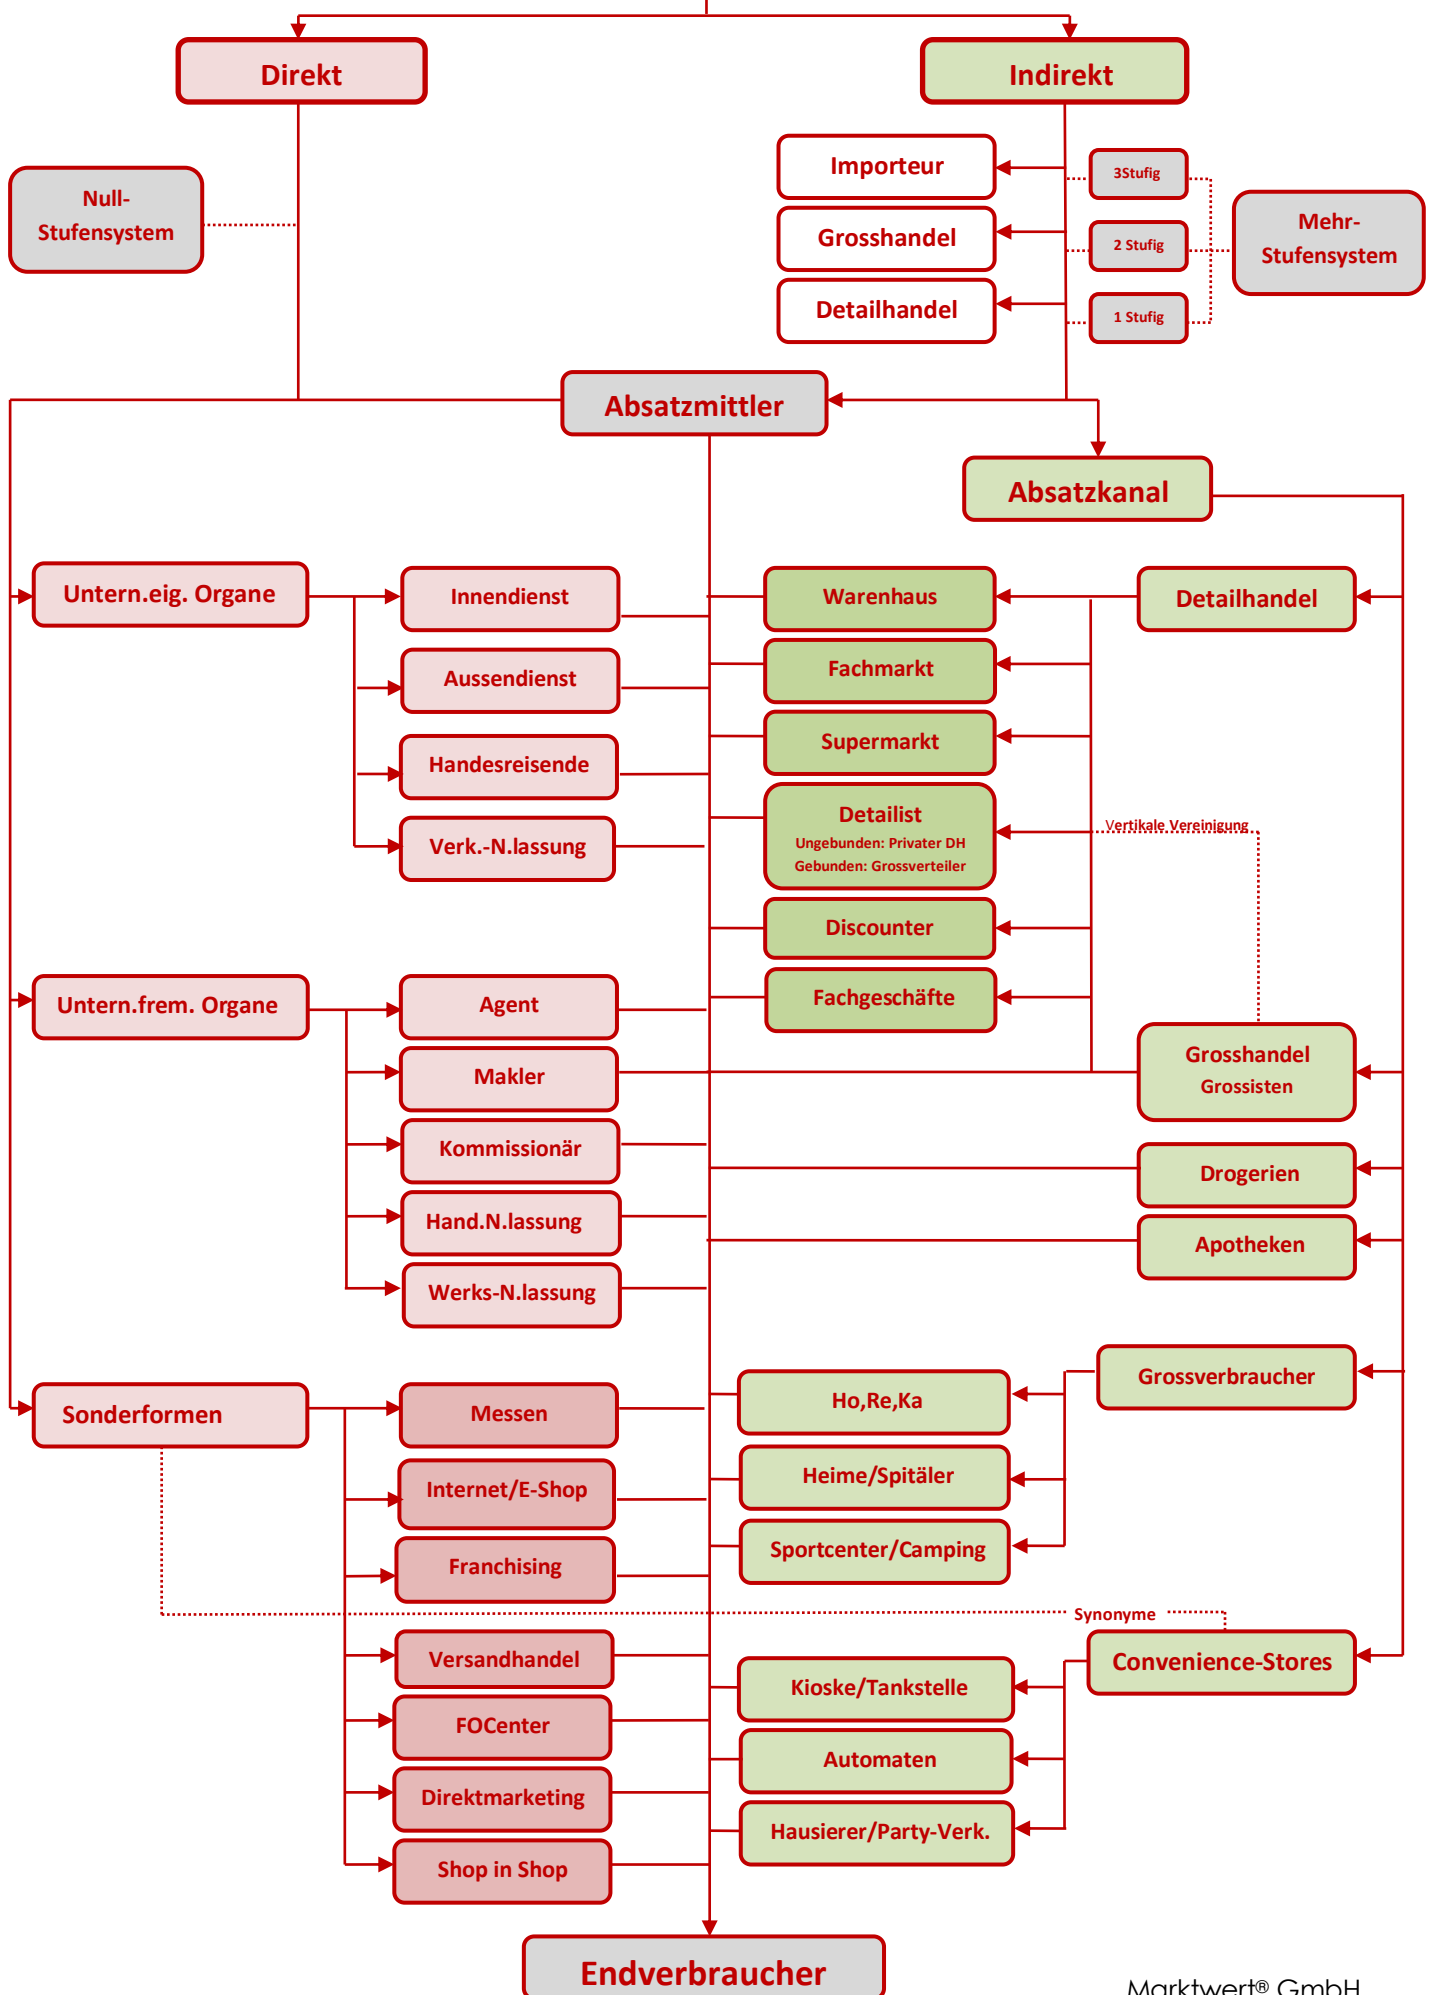 Direkt
Indirekt
Null-
Stufensystem
Importeur
3Stufig
Mehr-
Stufensystem
Grosshandel
2 Stufig
Detailhandel
1 Stufig
Absatzmittler
Absatzkanal
Untern.eig. Organe
Innendienst
Warenhaus
Detailhandel
Aussendienst
Fachmarkt
Handesreisende
Supermarkt
Verk.-N.lassung
Detailist
Ungebunden: Privater DH
Gebunden: Grossverteiler
Vertikale Vereinigung
Discounter
Untern.frem. Organe
Agent
Fachgeschäfte
Makler
Grosshandel
Grossisten
Kommissionär
Drogerien
Hand.N.lassung
Apotheken
Werks-N.lassung
Grossverbraucher
Sonderformen
Messen
Ho,Re,Ka
Internet/E-Shop
Heime/Spitäler
Franchising
Sportcenter/Camping
Synonyme
Versandhandel
Kioske/Tankstelle
Convenience-Stores
FOCenter
Automaten
Direktmarketing
Hausierer/Party-Verk.
Shop in Shop
Endverbraucher
Marktwert® GmbH